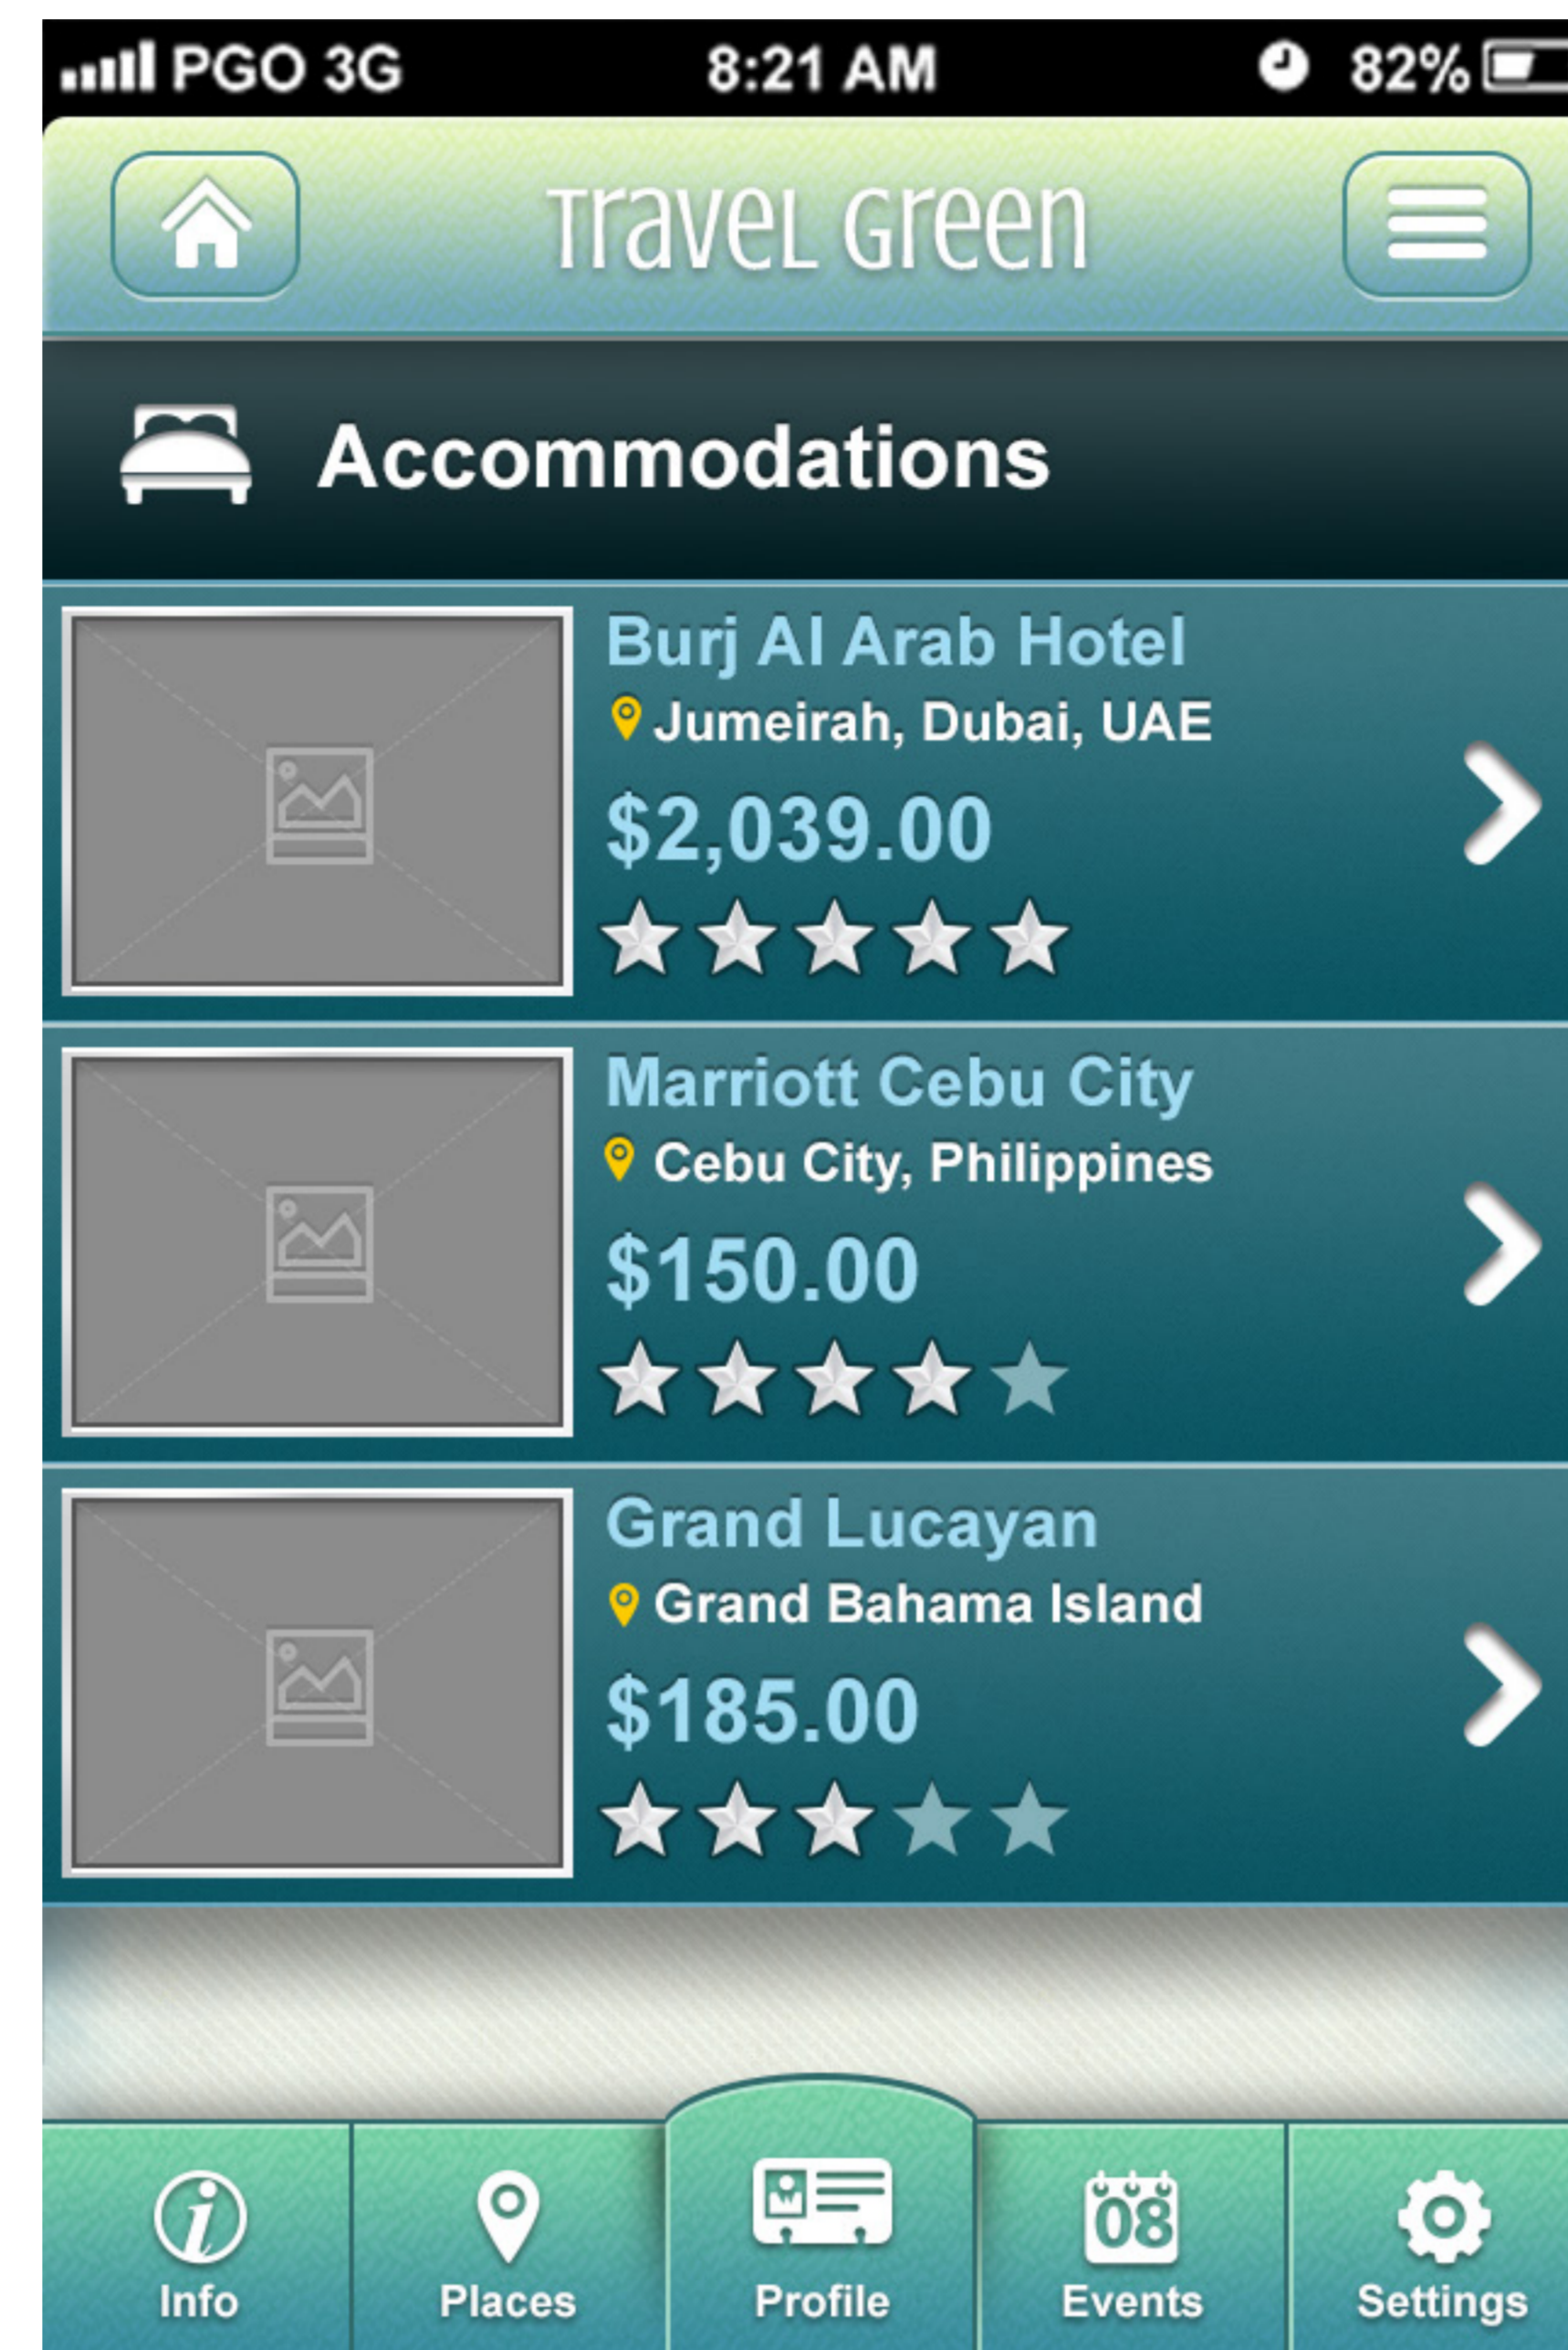 PGO 3G 8:21 AM 82%
Travel Green
Accommodations
Burj Al Arab Hotel
Jumeirah, Dubai, UAE
$2,039.00
Marriott Cebu City
Cebu City, Philippines
$150.00
Grand Lucayan
Grand Bahama Island
$185.00
08
Info Places Profile Events Settings